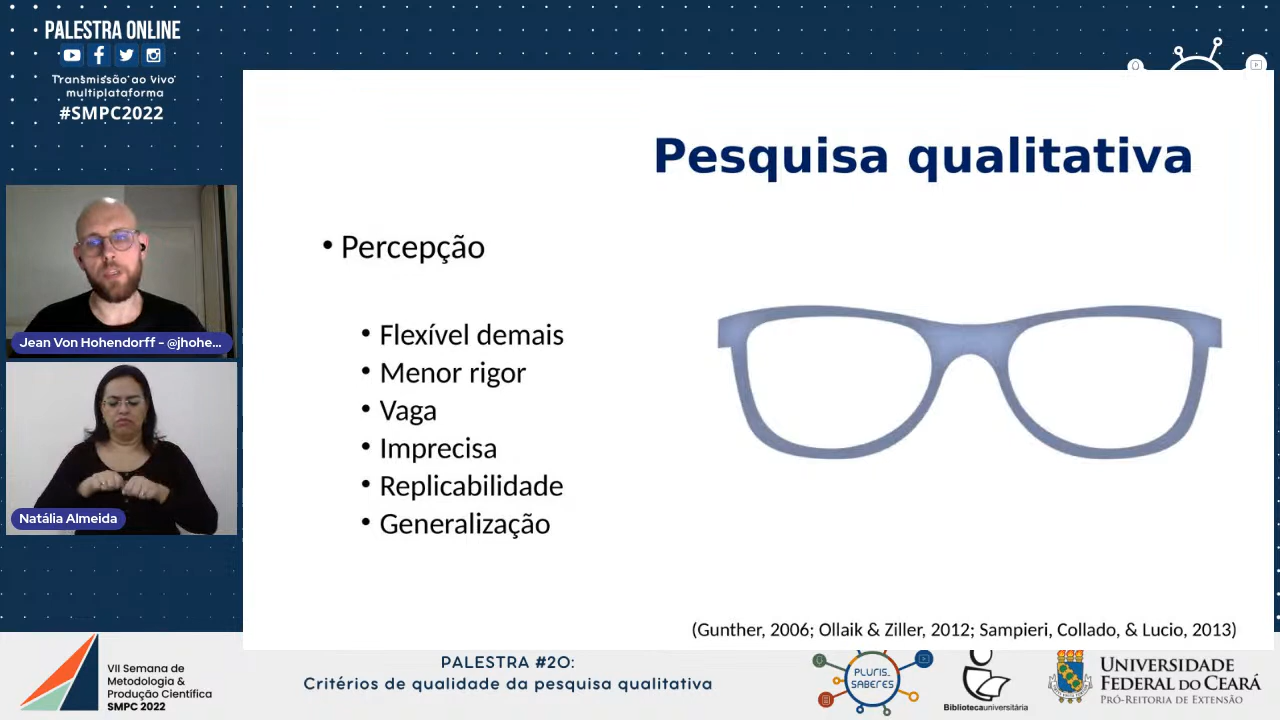 PALESTRA ONLINE
Transmissão ao vivo
multiplataforma
#SMPC2022
Pesquisa qualitativa
• Percepção
• Flexível demais
• Menor rigor
• Vaga
• Imprecisa
• Replicabilidade
• Generalização
(Gunther, 2006; Ollaik & Ziller, 2012; Sampieri, Collado, & Lucio, 2013)
Jean Von Hohendorff - @jhohe...
Natália Almeida
VII Semana de
Metodologia &
Produção Científica
SMPC 2022
PALESTRA #20:
Critérios de qualidade da pesquisa qualitativa
PLURIS_
SABERES
Bibliotecauniversitária
UNIVERSIDADE
FEDERAL DO CEARÁ
PRÓ-REITORIA DE EXTENSÃO